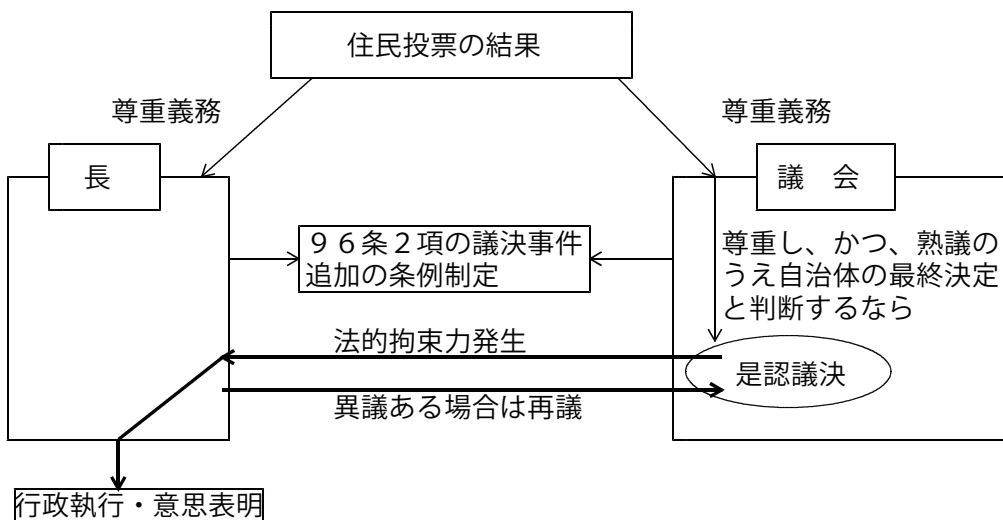 住民投票の結果
尊重義務
尊重義務
長
議　会
９６条２項の議決事件
追加の条例制定
尊重し、かつ、熟議の
うえ自治体の最終決定
と判断するなら
法的拘束力発生
是認議決
異議ある場合は再議
行政執行・意思表明